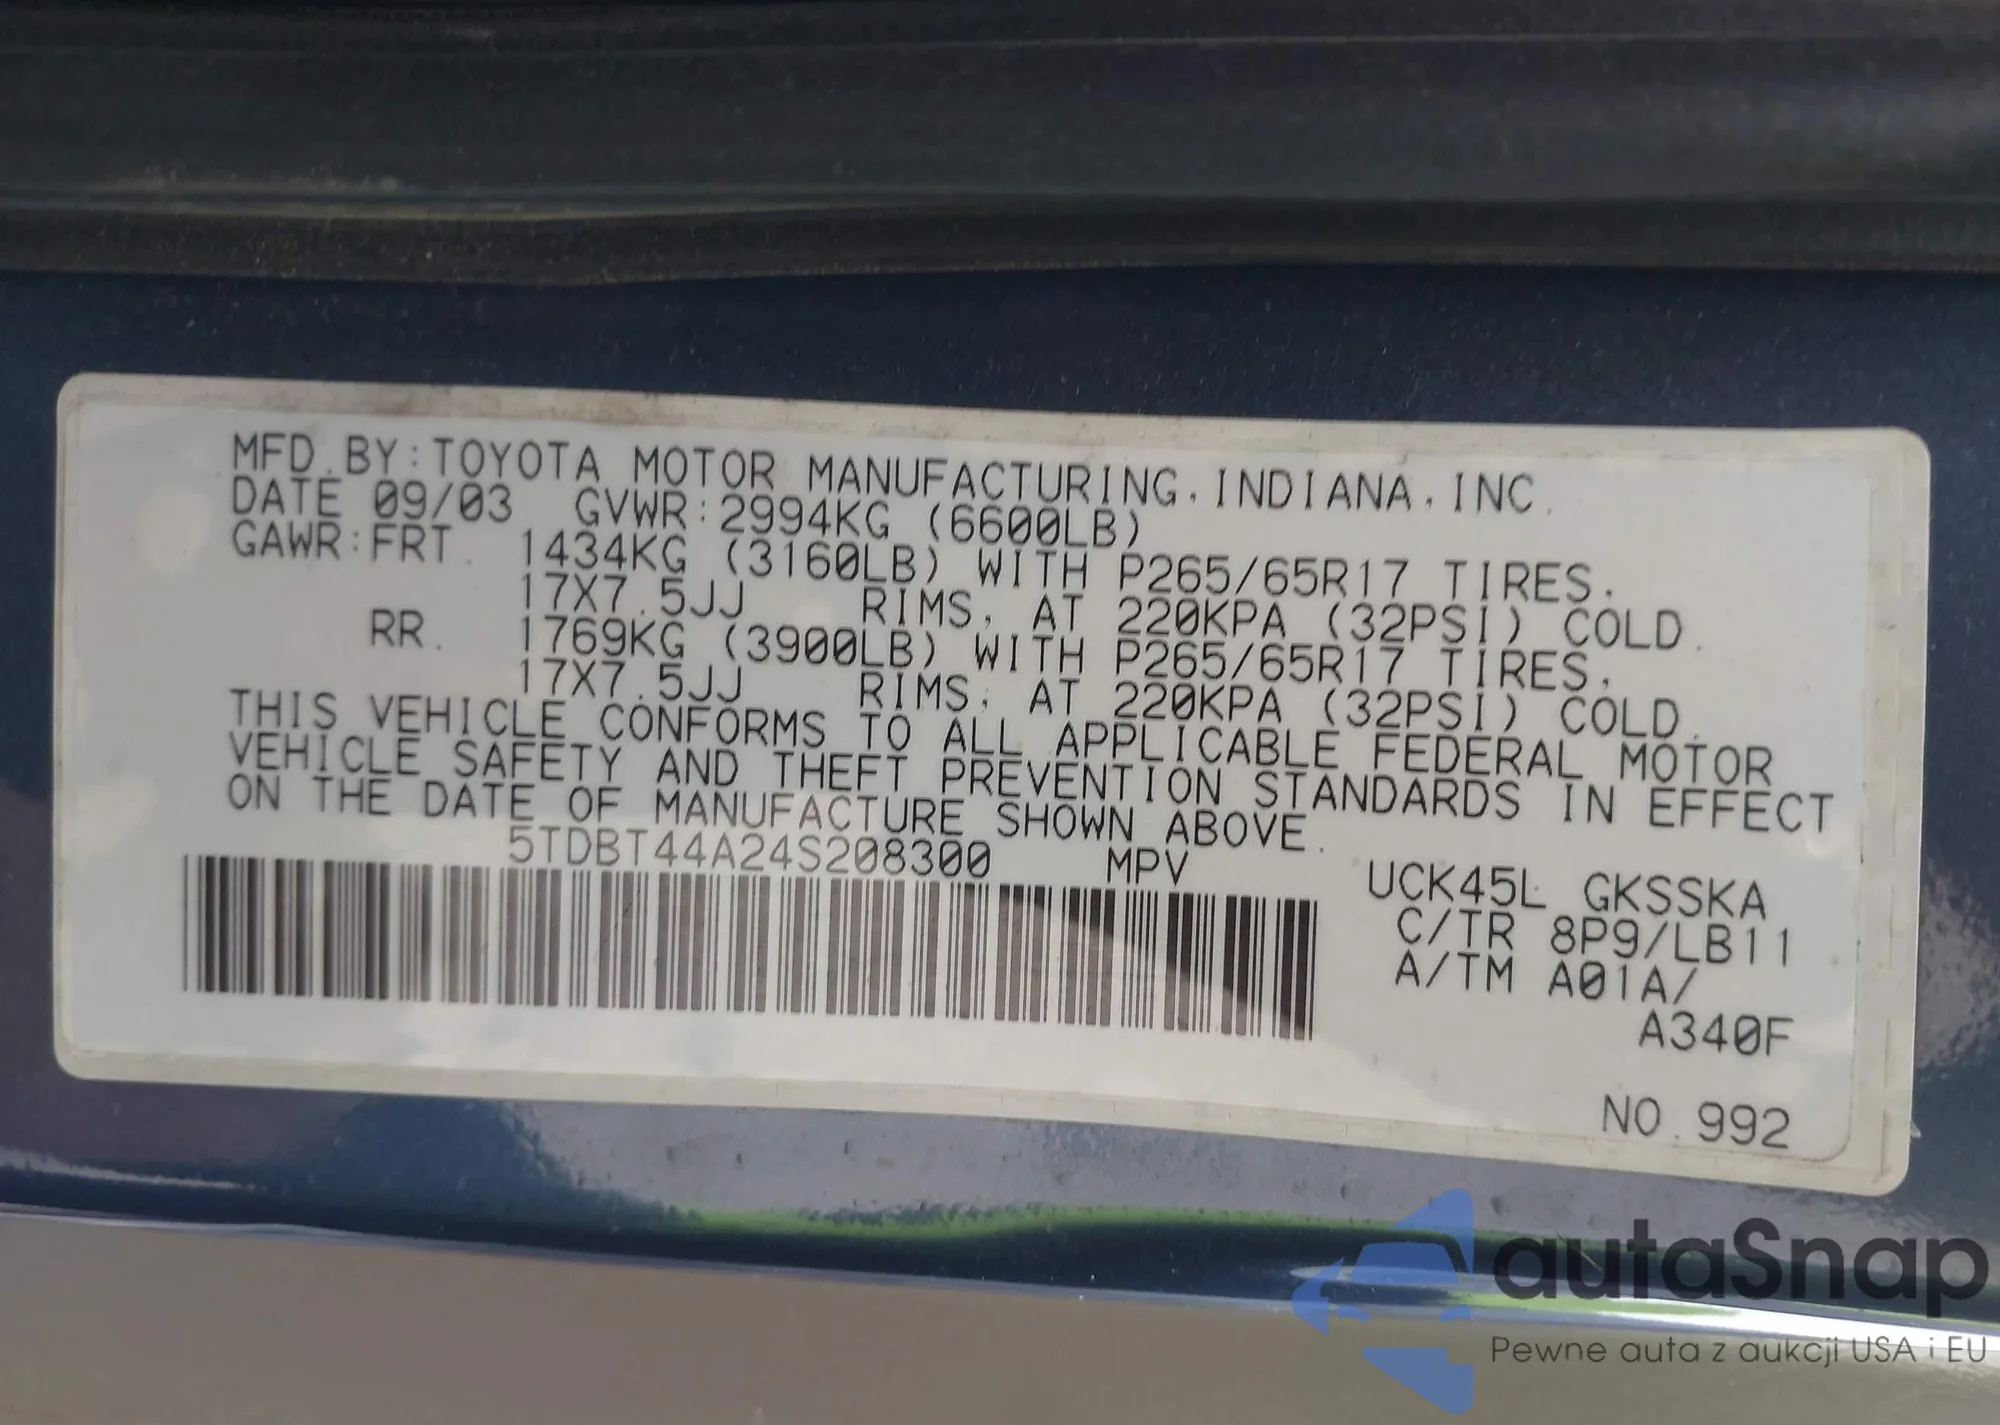 MFD.BY:TOYOTA MOTOR MANUFACTURING,INDIANA,INC.
DATE 09/03 GVWR:2994KG (6600LB)
GAWR:FRT. 1434KG (3160LB) WITH P265/65R17 TIRES,
17X7.5JJ RIMS, AT 220KPA (32PSI) COLD.
RR. 1769KG (3900LB) WITH P265/65R17 TIRES,
17X7.5JJ RIMS, AT 220KPA (32PSI) COLD.
THIS VEHICLE CONFORMS TO ALL APPLICABLE FEDERAL MOTOR
VEHICLE SAFETY AND THEFT PREVENTION STANDARDS IN EFFECT
ON THE DATE OF MANUFACTURE SHOWN ABOVE.
5TDBT44A24S208300 MPV
UCK45L GKSSKA
C/TR 8P9/LB11
A/TM A01A/
A340F
NO.992
autaSnap
Pewne auta z aukcji USA i EU